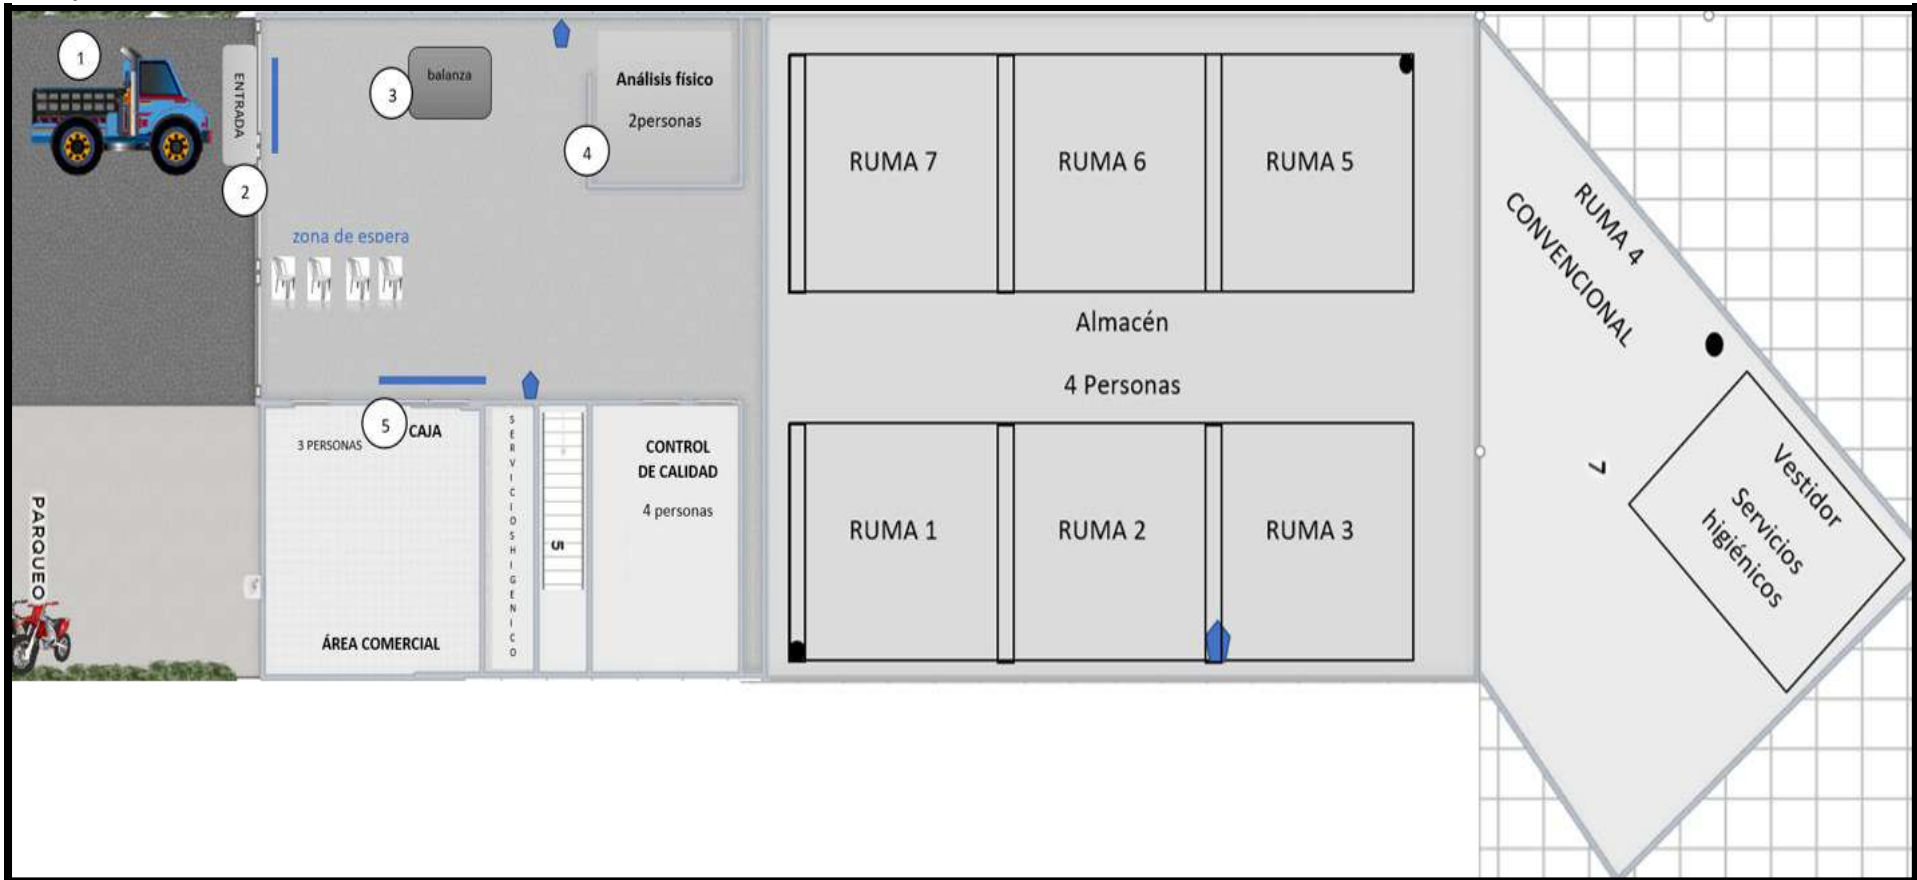 1
ENTRADA
2
3
balanza
Análisis físico
2personas
4
zona de espera
5
CAJA
3 PERSONAS
ÁREA COMERCIAL
SERVICIOSHIGENICO
5
CONTROL
DE CALIDAD
4 personas
PARQUEO
RUMA 7
RUMA 6
RUMA 5
Almacén
4 Personas
RUMA 1
RUMA 2
RUMA 3
RUMA 4
CONVENCIONAL
7
Vestidor
Servicios
higiénicos